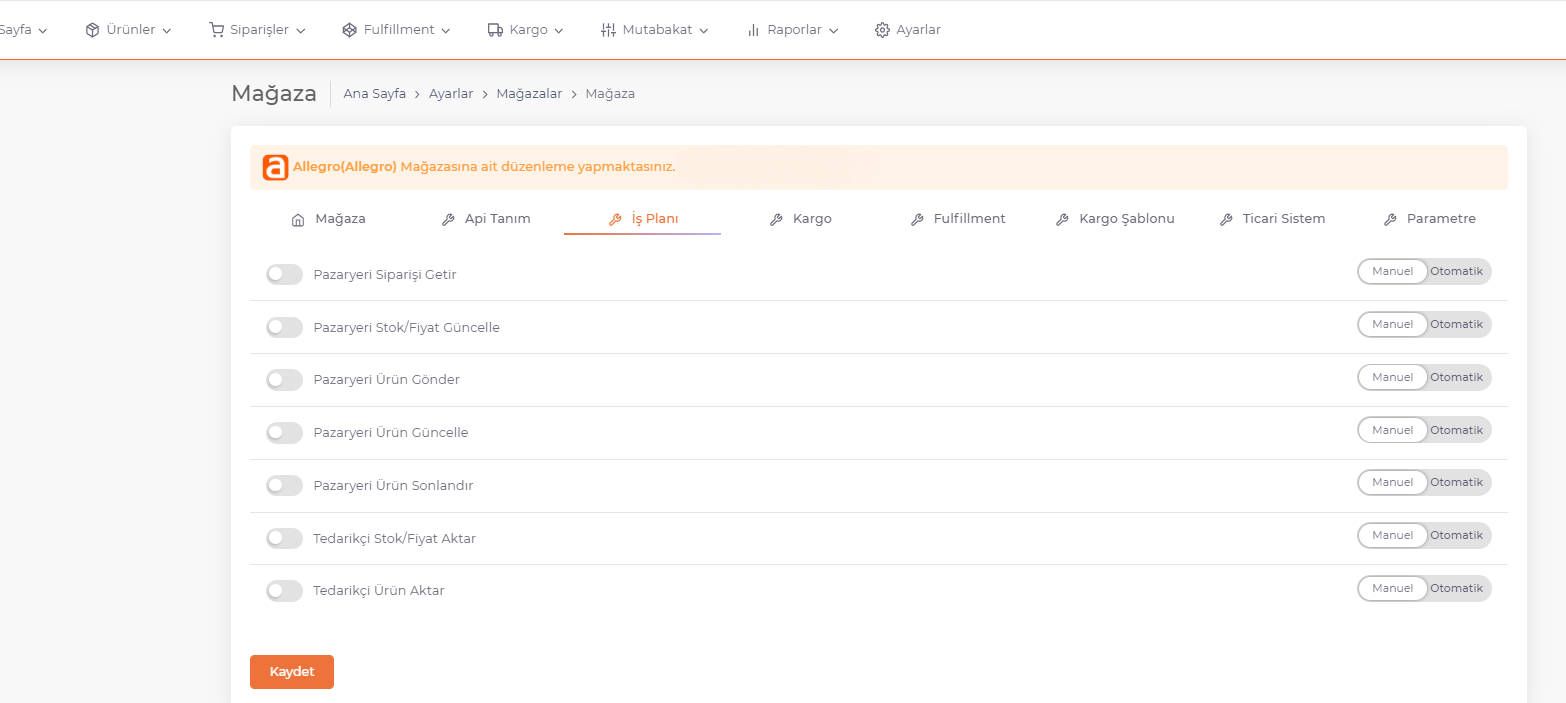 Sayfa Ürünler Siparişler Fulfillment Kargo Mutabakat Raporlar Ayarlar
Mağaza Ana Sayfa > Ayarlar > Mağazalar > Mağaza
a Allegro(Allegro) Mağazasına ait düzenleme yapmaktasınız.
Mağaza Api Tanım İş Planı Kargo Fulfillment Kargo Şablonu Ticari Sistem Parametre
Pazaryeri Siparişi Getir Manuel Otomatik
Pazaryeri Stok/Fiyat Güncelle Manuel Otomatik
Pazaryeri Ürün Gönder Manuel Otomatik
Pazaryeri Ürün Güncelle Manuel Otomatik
Pazaryeri Ürün Sonlandır Manuel Otomatik
Tedarikçi Stok/Fiyat Aktar Manuel Otomatik
Tedarikçi Ürün Aktar Manuel Otomatik
Kaydet